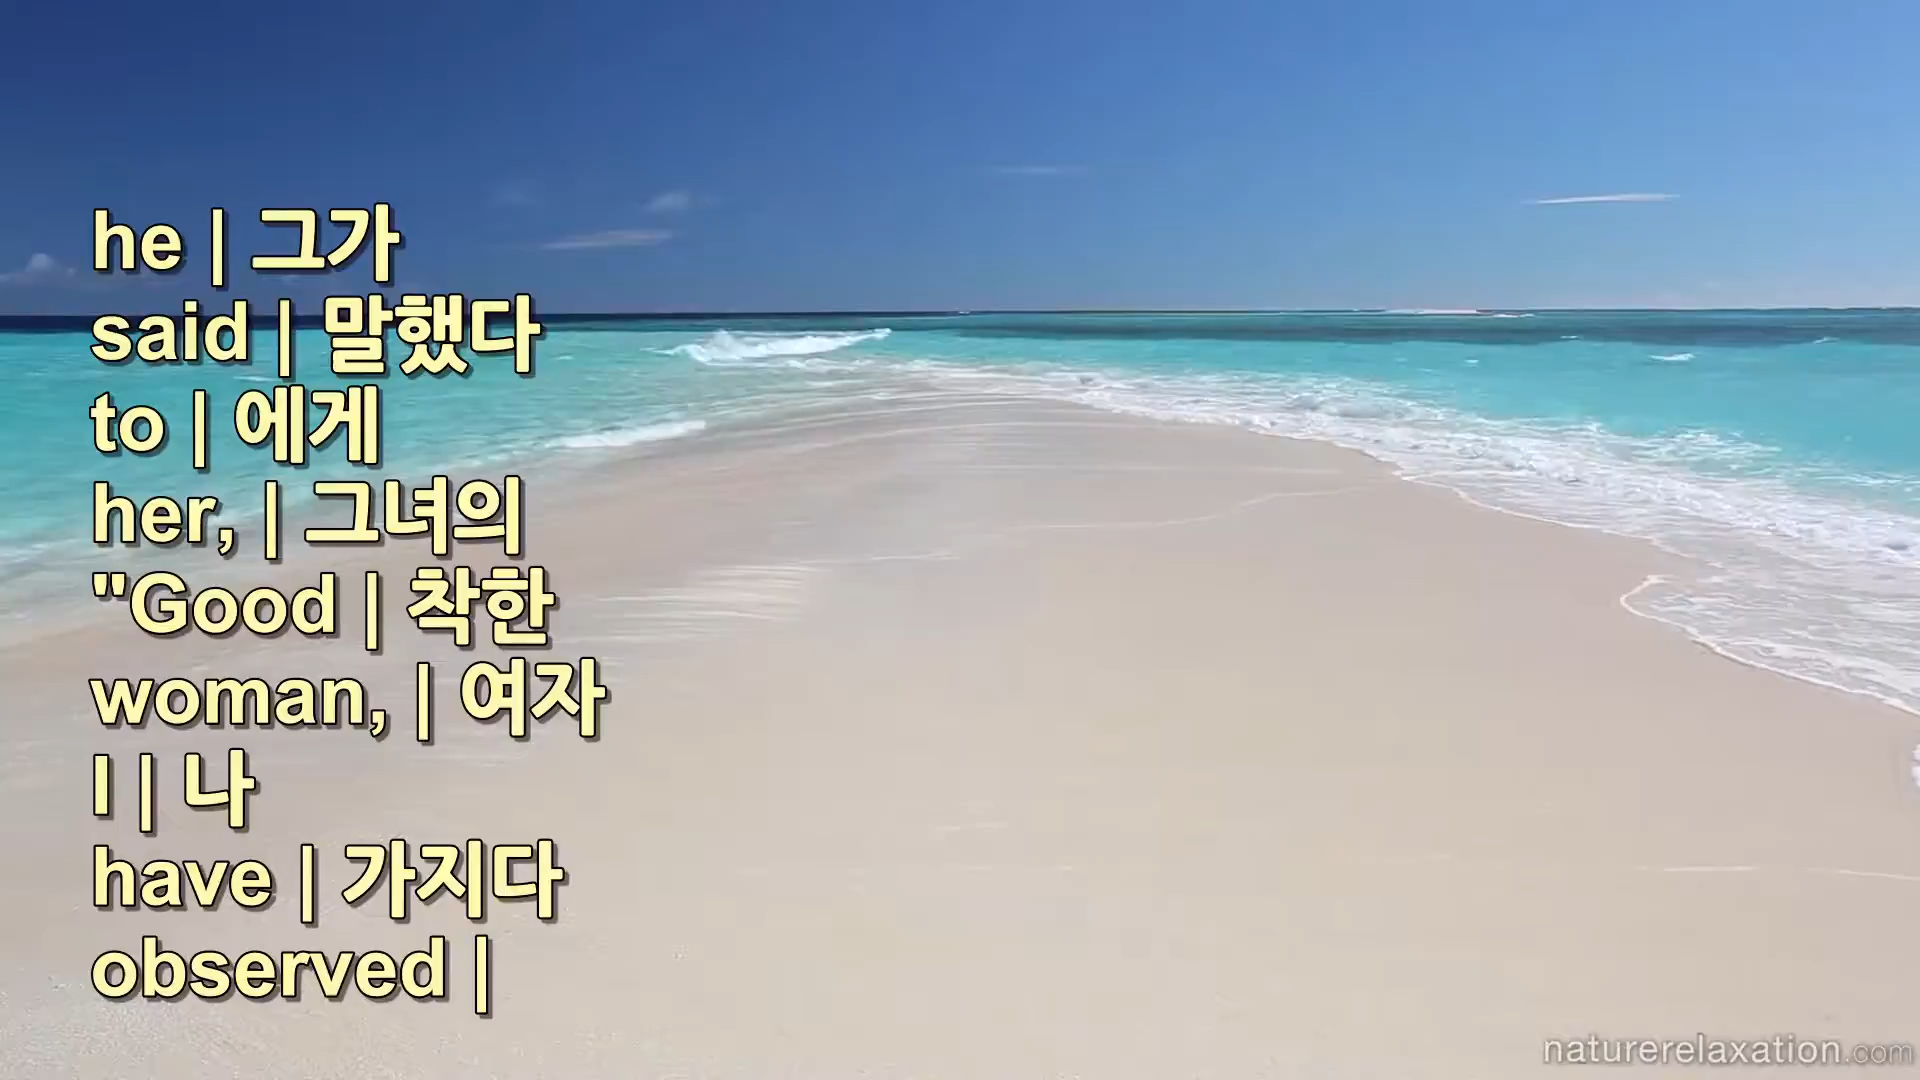 he | 그가
said | 말했다
to | 에게
her, | 그녀의
"Good | 착한
woman, | 여자
I | 나
have | 가지다
observed |
naturerelaxation.com